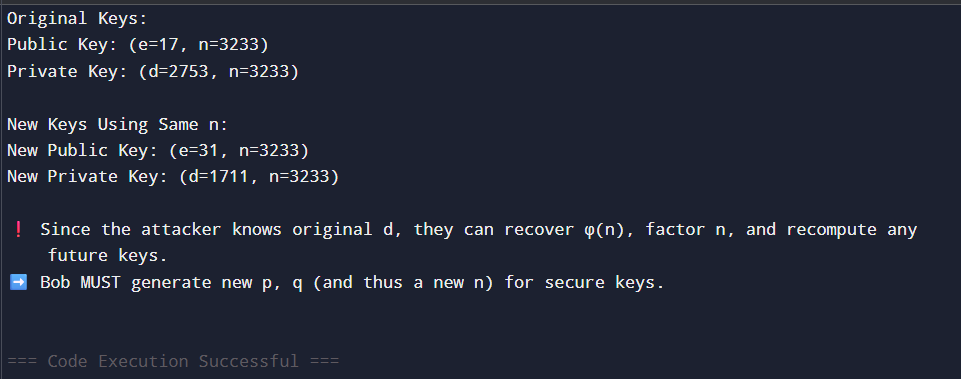 Original Keys:
Public Key: (e=17, n=3233)
Private Key: (d=2753, n=3233)
New Keys Using Same n:
New Public Key: (e=31, n=3233)
New Private Key: (d=1711, n=3233)
❗ Since the attacker knows original d, they can recover φ(n), factor n, and recompute any
future keys.
➡️ Bob MUST generate new p, q (and thus a new n) for secure keys.
=== Code Execution Successful ===